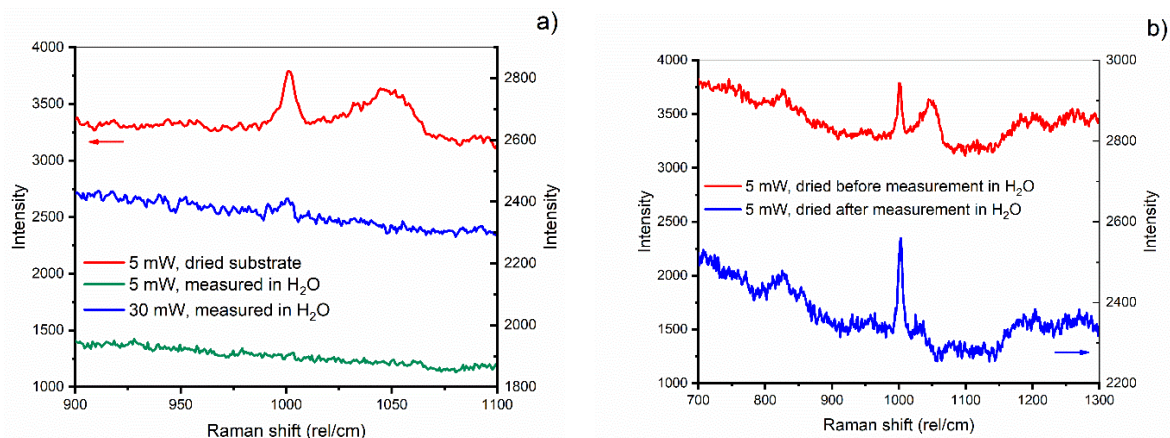 a)
4000
3500
3000
2500
2000
1500
1000
Intensity
2800
2600
2400
2200
2000
1800
Intensity
5 mW, dried substrate
5 mW, measured in H₂O
30 mW, measured in H₂O
900 950 1000 1050 1100
Raman shift (rel/cm)
b)
4000
3500
3000
2500
2000
1500
1000
Intensity
3000
2800
2600
2400
2200
Intensity
5 mW, dried before measurement in H₂O
5 mW, dried after measurement in H₂O
700 800 900 1000 1100 1200 1300
Raman shift (rel/cm)